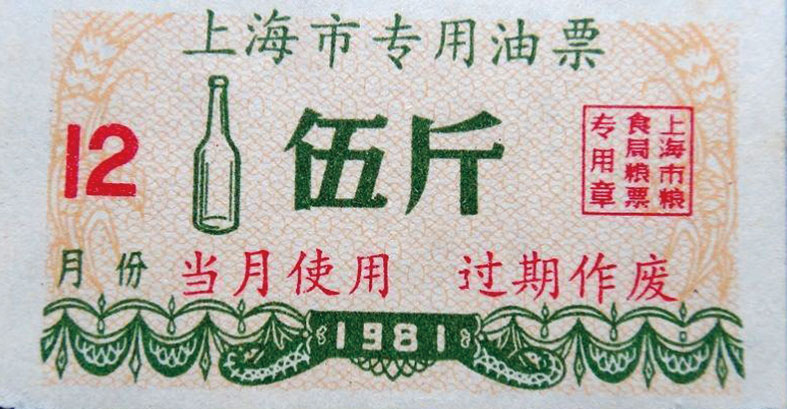 上海市专用油票
12
月份
伍斤
上海市粮
食局粮票
专用章
当月使用 过期作废
1981